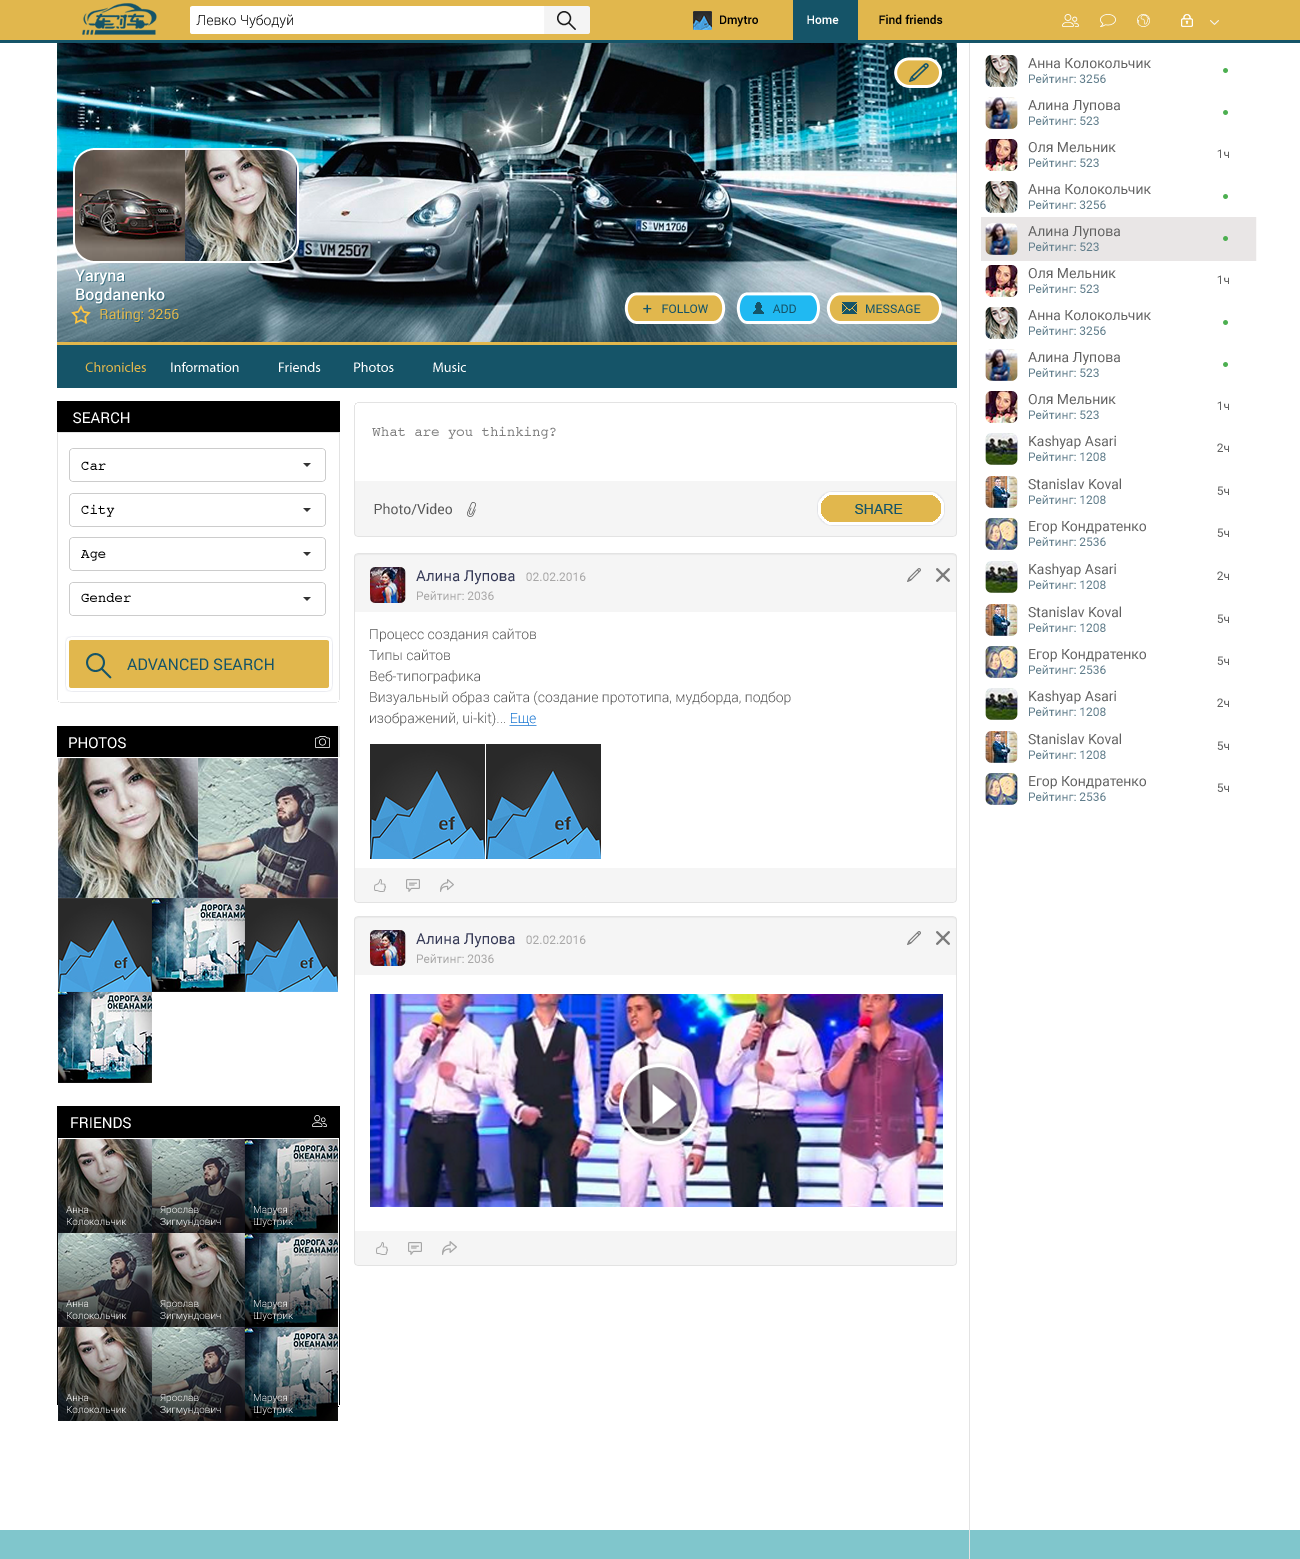 Левко Чубодуй
Dmytro
Home
Find friends
S VM 2507
S VM 1706
Yaryna
Bogdanenko
Rating: 3256
+ FOLLOW
ADD
MESSAGE
Chronicles
Information
Friends
Photos
Music
SEARCH
Car
City
Age
Gender
ADVANCED SEARCH
PHOTOS
ef
ДОРОГА ЗА
ОКЕАНАМИ
ef
ДОРОГА ЗА
ОКЕАНАМИ
FRIENDS
ДОРОГА ЗА
ОКЕАНАМИ
Анна
Колокольчик
Ярослав
Зигмундович
Маруся
Шустрик
ДОРОГА ЗА
ОКЕАНАМИ
Анна
Колокольчик
Ярослав
Зигмундович
Маруся
Шустрик
ДОРОГА ЗА
ОКЕАНАМИ
Анна
Колокольчик
Ярослав
Зигмундович
Маруся
Шустрик
What are you thinking?
Photo/Video
SHARE
Алина Лупова 02.02.2016
Рейтинг: 2036
Процесс создания сайтов
Типы сайтов
Веб-типографика
Визуальный образ сайта (создание прототипа, мудборда, подбор
изображений, ui-kit)... Еще
ef
ef
Алина Лупова 02.02.2016
Рейтинг: 2036
Анна Колокольчик
Рейтинг: 3256
Алина Лупова
Рейтинг: 523
Оля Мельник 1ч
Рейтинг: 523
Анна Колокольчик
Рейтинг: 3256
Алина Лупова
Рейтинг: 523
Оля Мельник 1ч
Рейтинг: 523
Анна Колокольчик
Рейтинг: 3256
Алина Лупова
Рейтинг: 523
Оля Мельник 1ч
Рейтинг: 523
Kashyap Asari 2ч
Рейтинг: 1208
Stanislav Koval 5ч
Рейтинг: 1208
Егор Кондратенко 5ч
Рейтинг: 2536
Kashyap Asari 2ч
Рейтинг: 1208
Stanislav Koval 5ч
Рейтинг: 1208
Егор Кондратенко 5ч
Рейтинг: 2536
Kashyap Asari 2ч
Рейтинг: 1208
Stanislav Koval 5ч
Рейтинг: 1208
Егор Кондратенко 5ч
Рейтинг: 2536